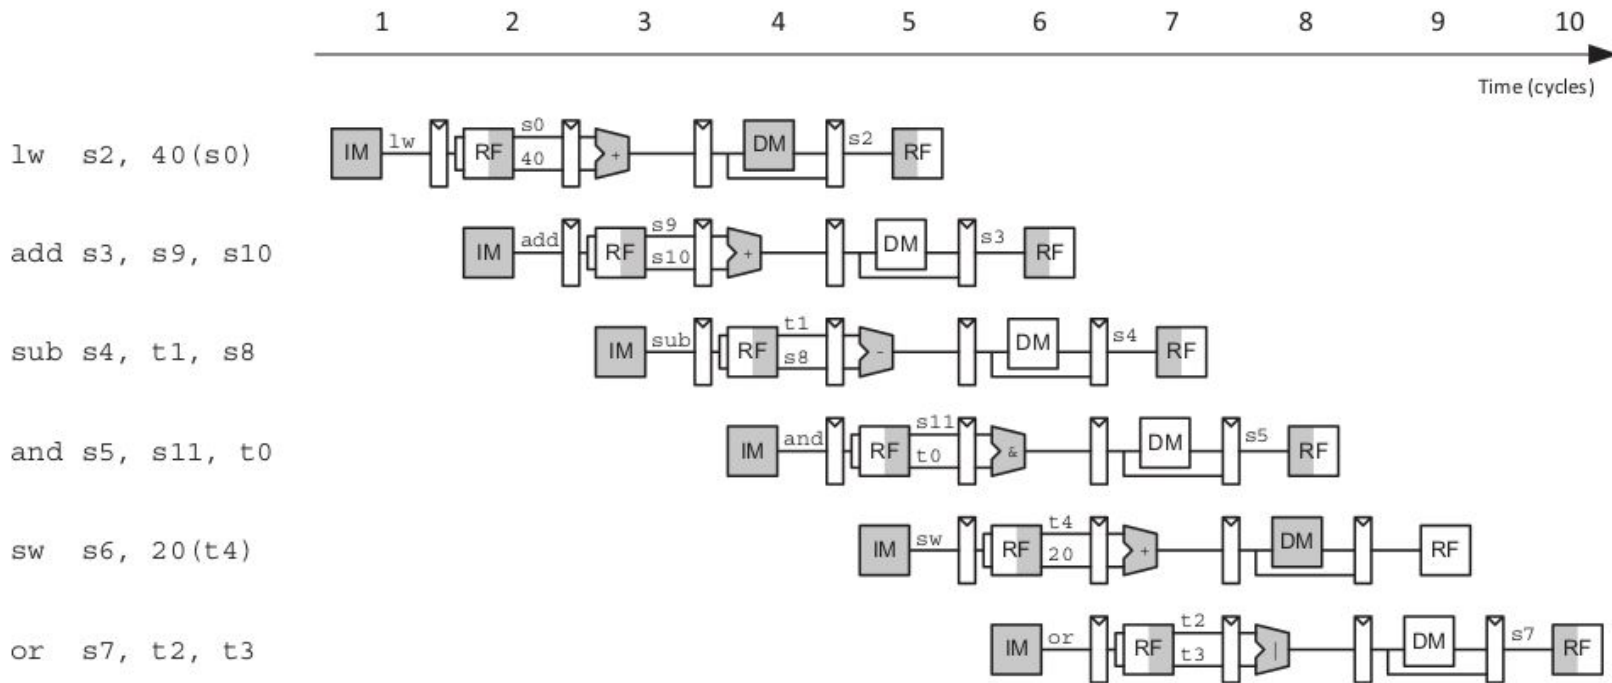 1 2 3 4 5 6 7 8 9 10
Time (cycles)
lw s2, 40(s0) IM lw RF s0 40 + DM s2 RF
add s3, s9, s10 IM add RF s9 s10 + DM s3 RF
sub s4, t1, s8 IM sub RF t1 s8 - DM s4 RF
and s5, s11, t0 IM and RF s11 t0 & DM s5 RF
sw s6, 20(t4) IM sw RF t4 20 + DM RF
or s7, t2, t3 IM or RF t2 t3 | DM s7 RF